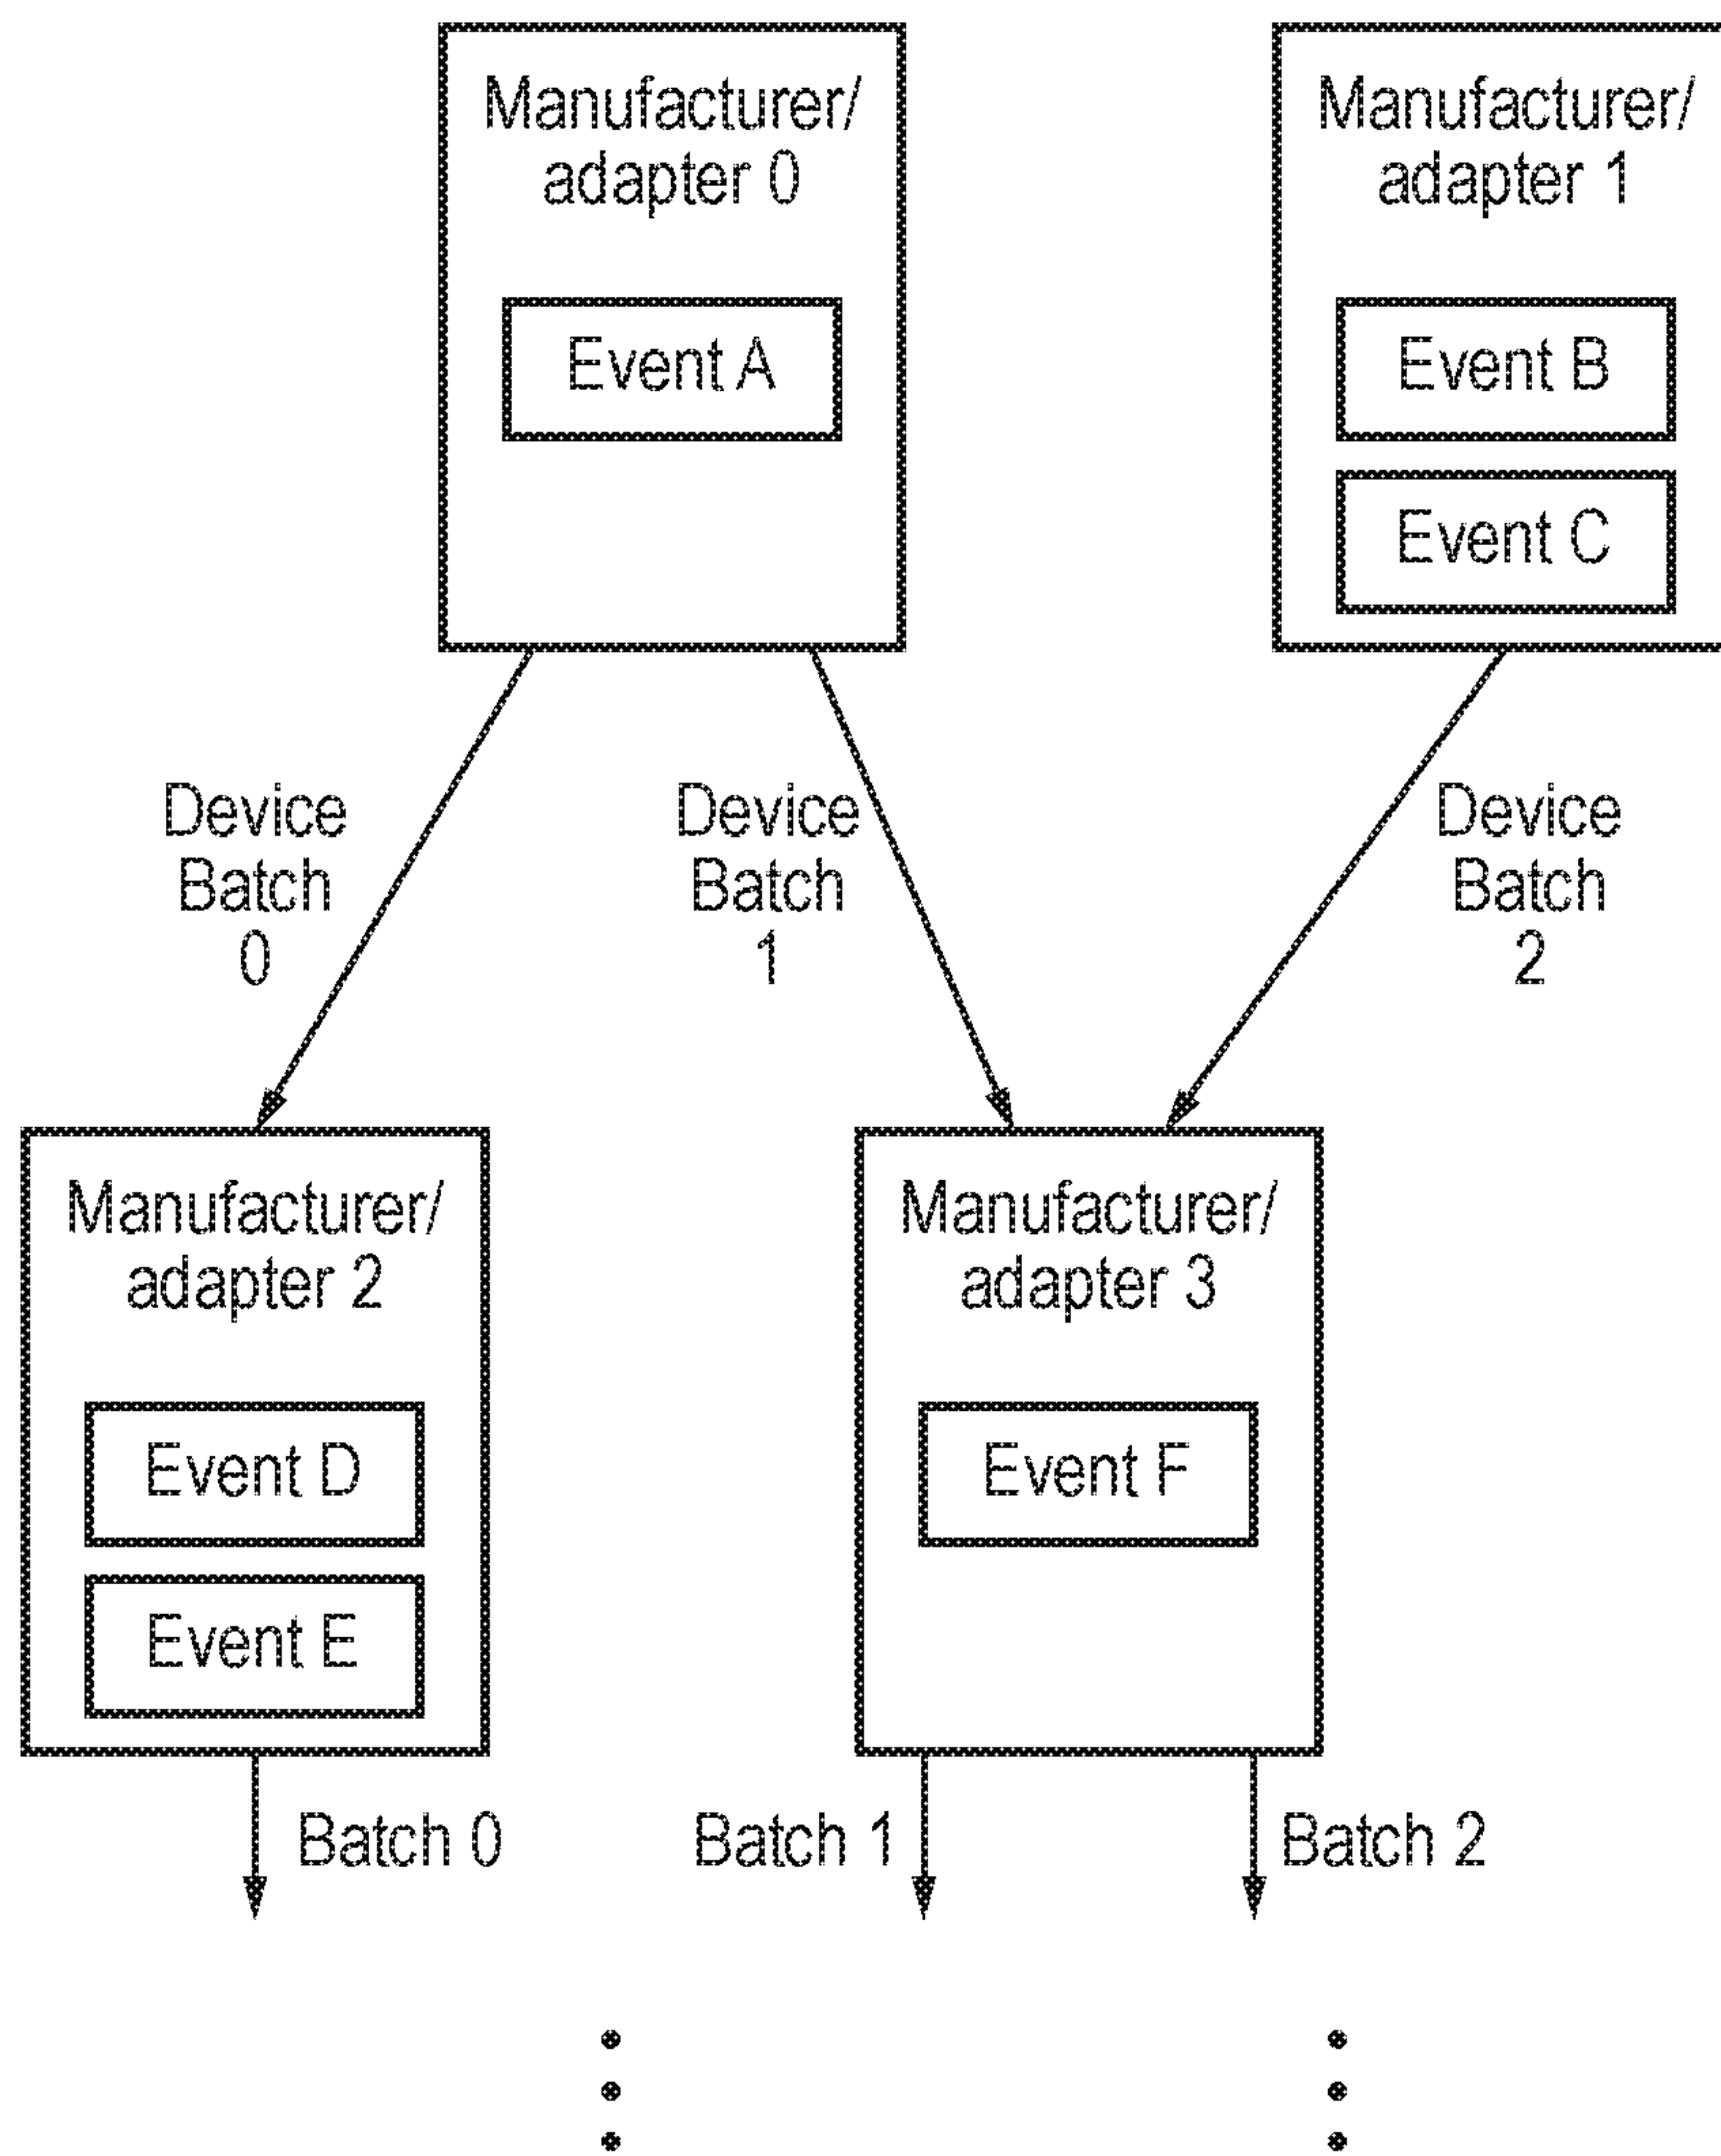 Manufacturer/
adapter 0
Event A
Manufacturer/
adapter 1
Event B
Event C
Device
Batch
0
Device
Batch
1
Device
Batch
2
Manufacturer/
adapter 2
Event D
Event E
Manufacturer/
adapter 3
Event F
Batch 0
Batch 1
Batch 2